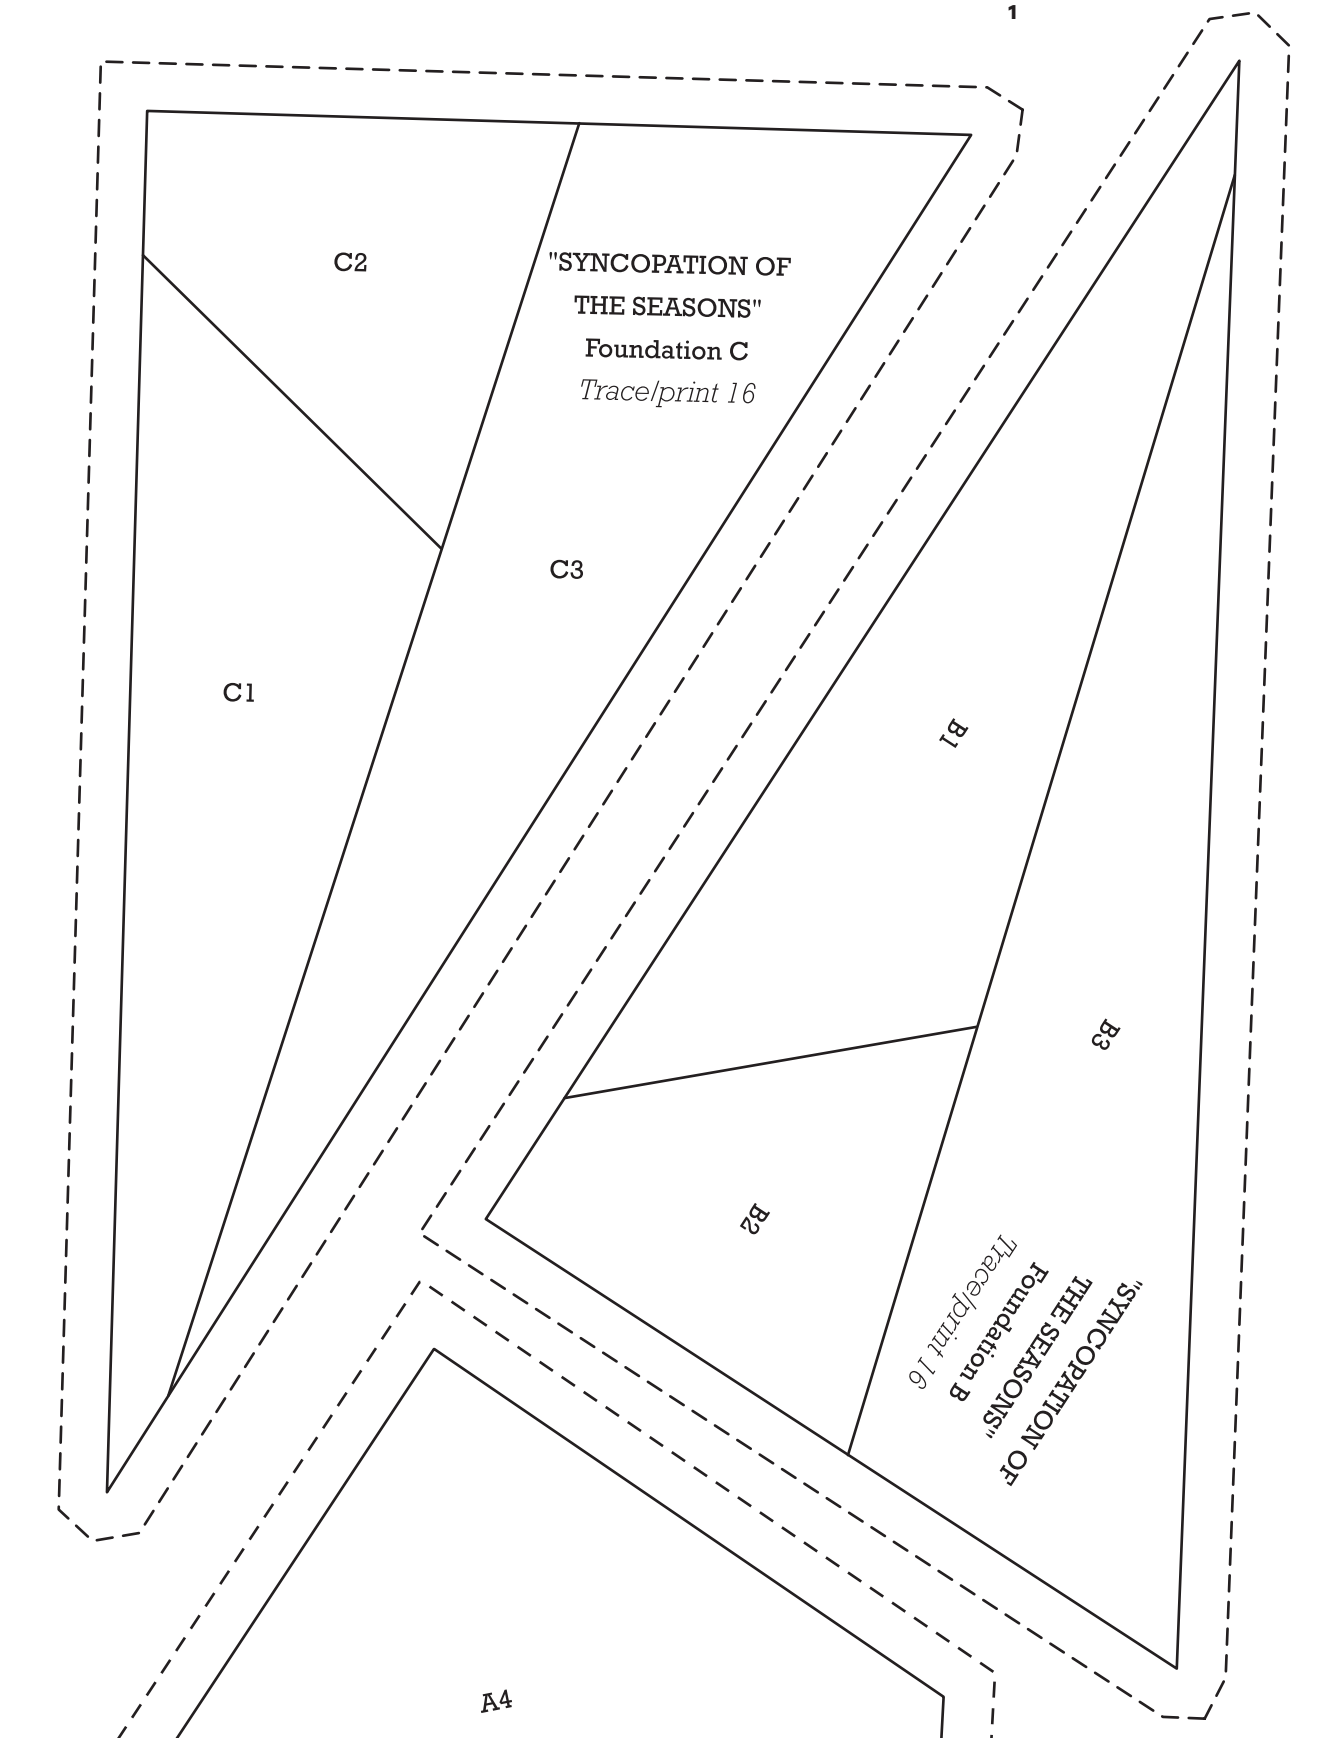 1
C2
"SYNCOPATION OF
THE SEASONS"
Foundation C
Trace/print 16
C3
C1
B1
B3
B2
"SYNCOPATION OF
THE SEASONS"
Foundation B
Trace/print 16
A4